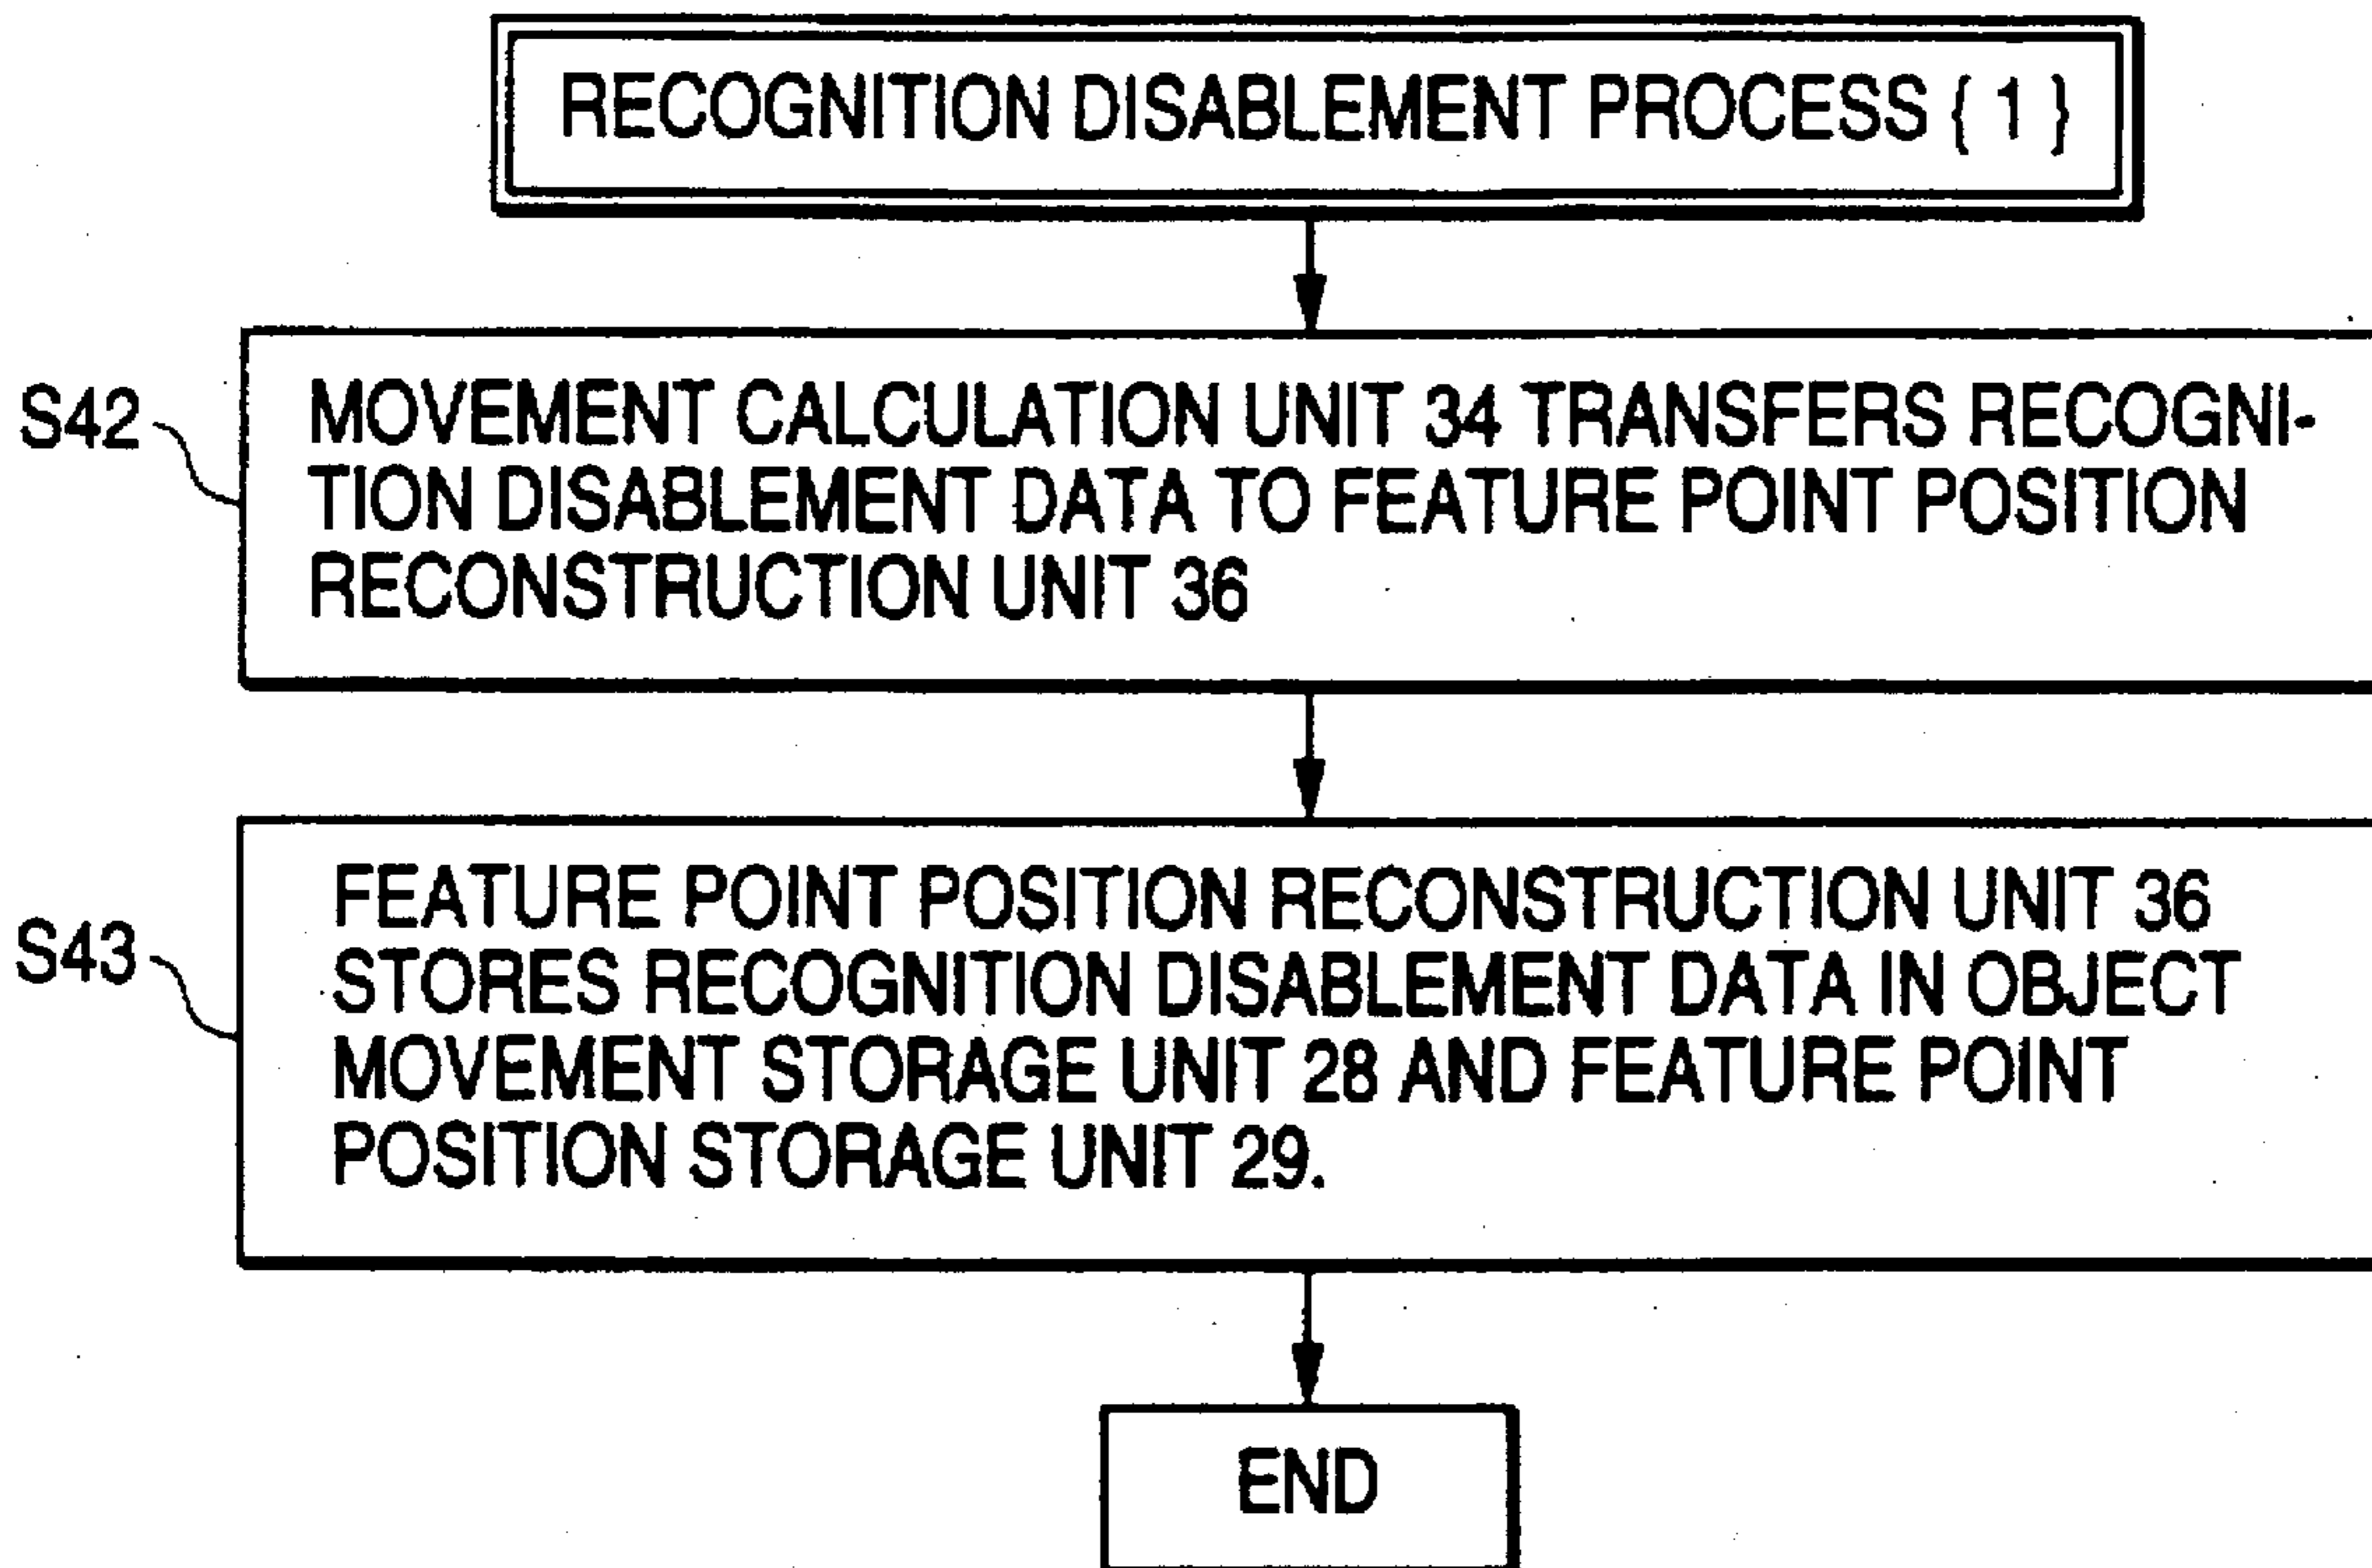 RECOGNITION DISABLEMENT PROCESS { 1 }
S42
MOVEMENT CALCULATION UNIT 34 TRANSFERS RECOGNI-
TION DISABLEMENT DATA TO FEATURE POINT POSITION
RECONSTRUCTION UNIT 36
S43
FEATURE POINT POSITION RECONSTRUCTION UNIT 36
STORES RECOGNITION DISABLEMENT DATA IN OBJECT
MOVEMENT STORAGE UNIT 28 AND FEATURE POINT
POSITION STORAGE UNIT 29.
END